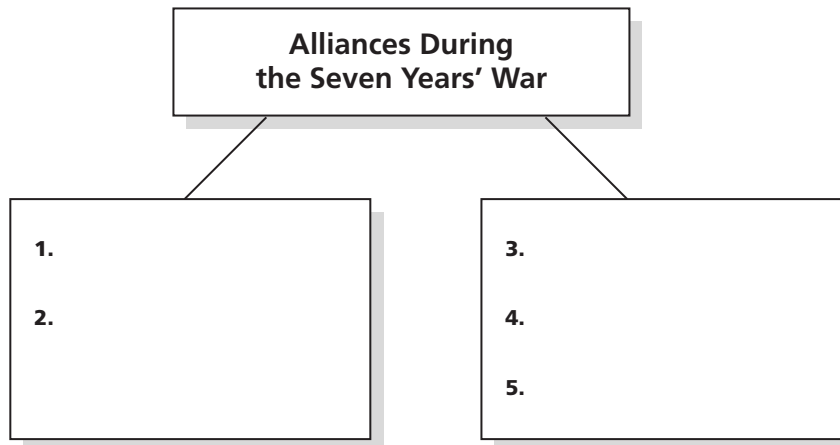 Alliances During
the Seven Years’ War
1.
2.
3.
4.
5.